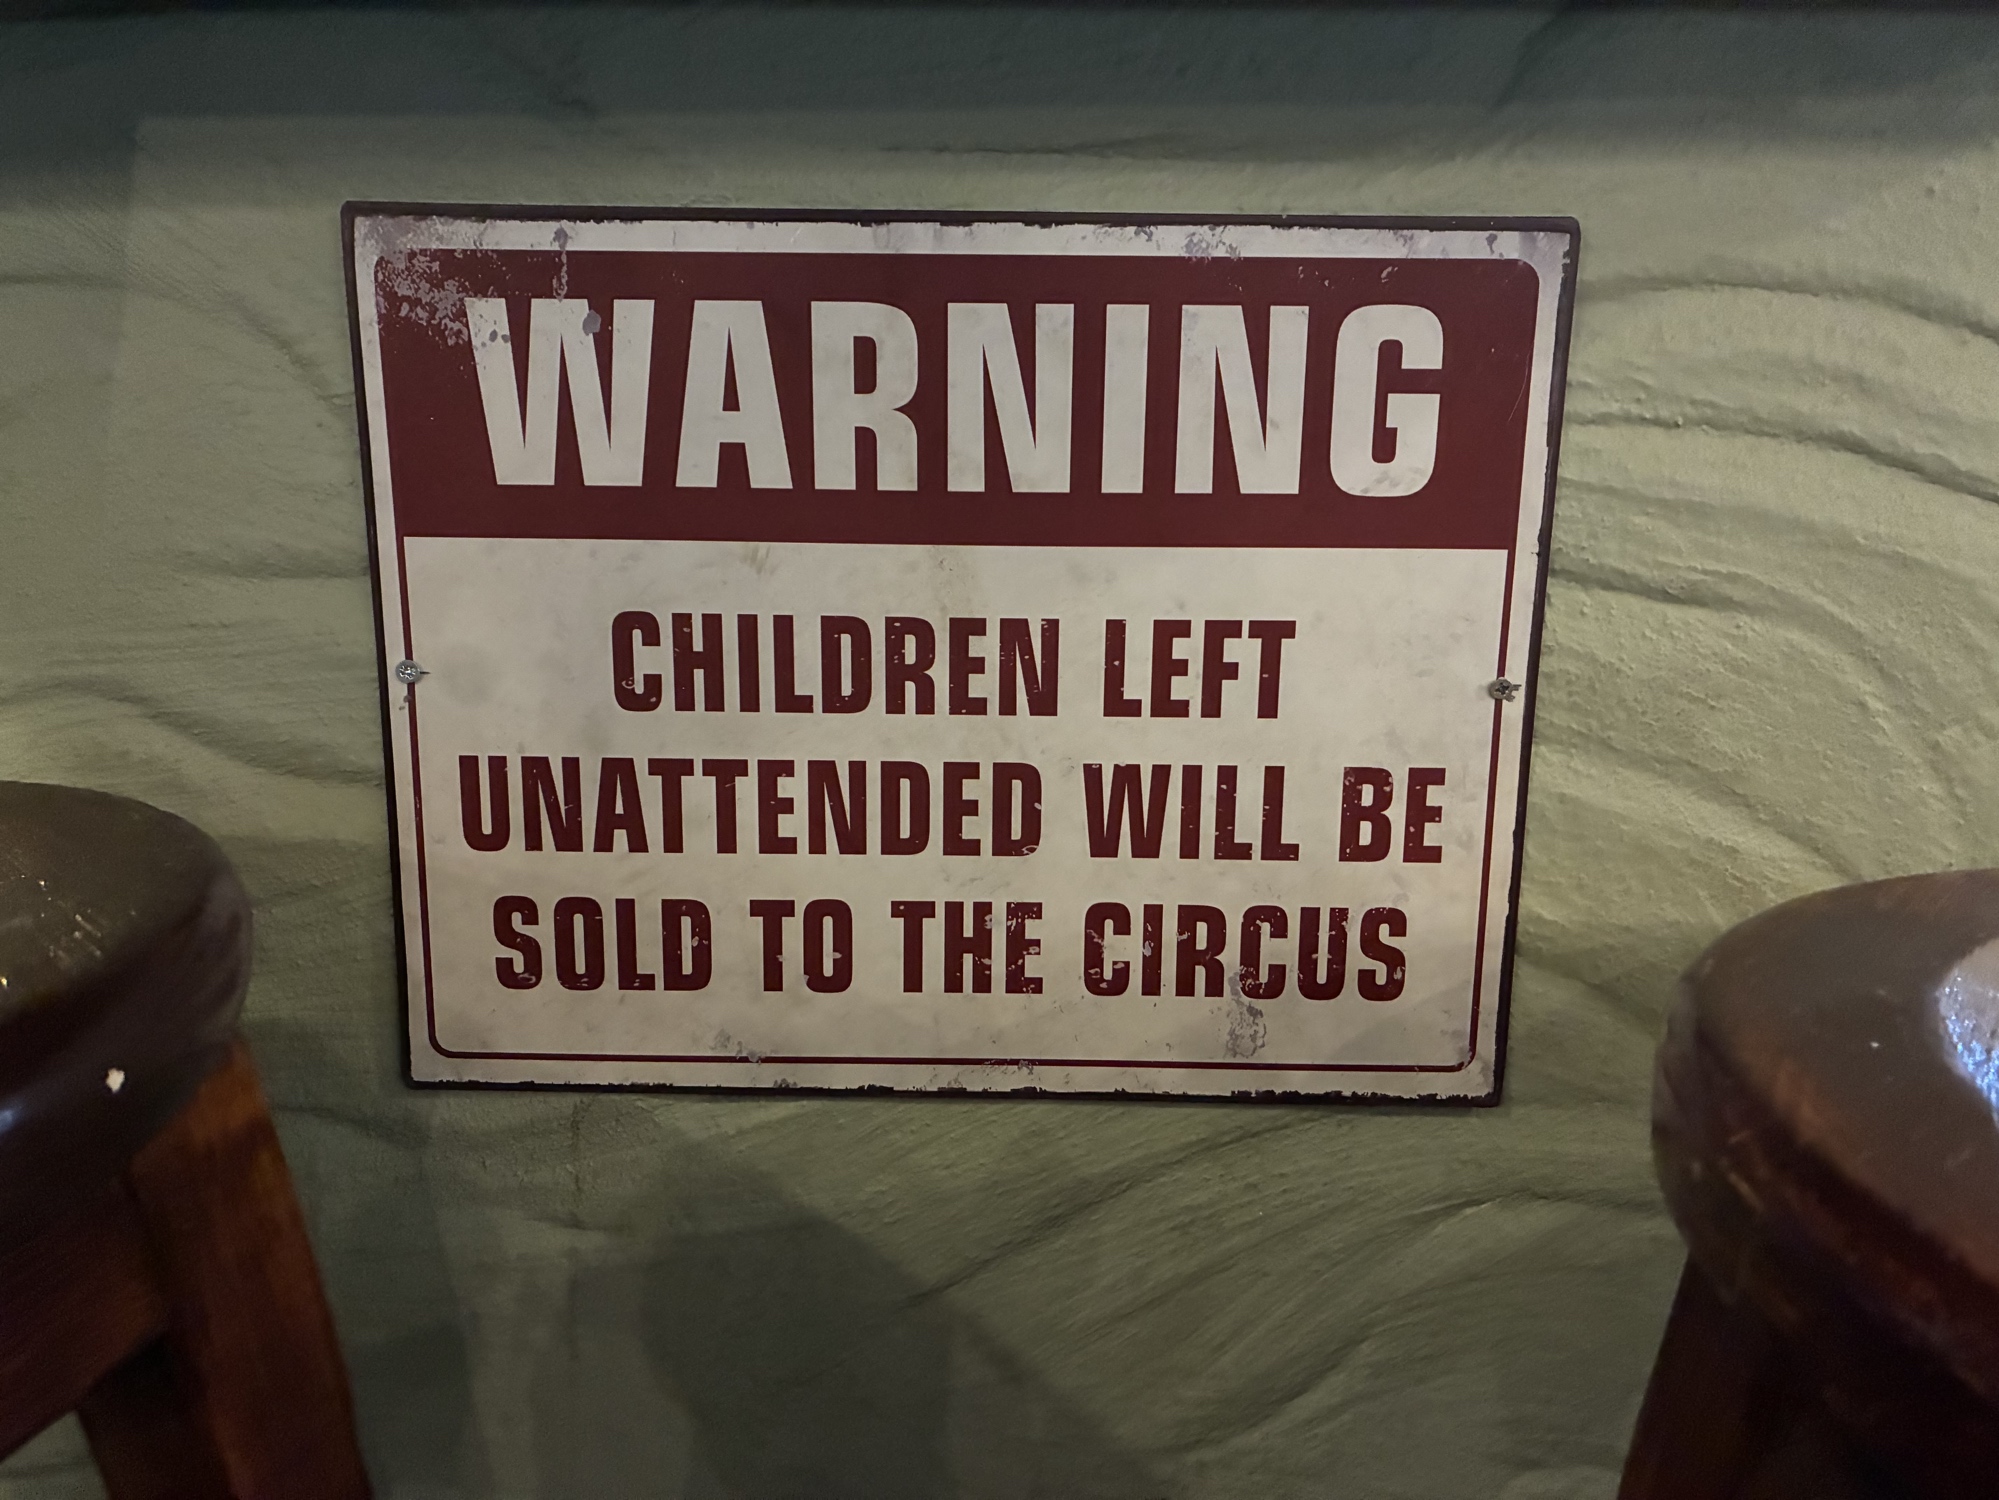 WARNING
CHILDREN LEFT
UNATTENDED WILL BE
SOLD TO THE CIRCUS